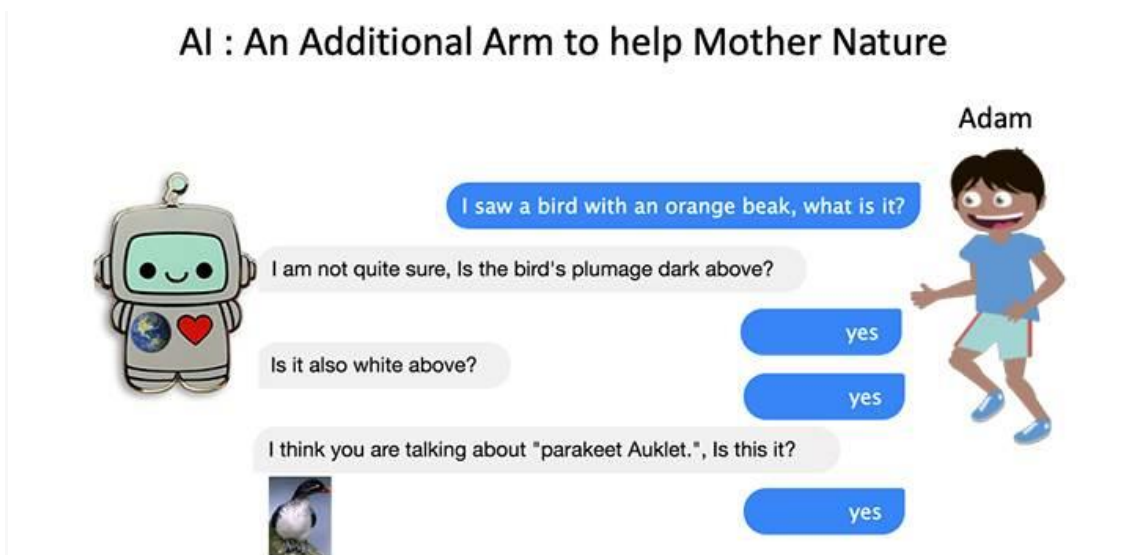 AI : An Additional Arm to help Mother Nature
Adam
I saw a bird with an orange beak, what is it?
I am not quite sure, Is the bird's plumage dark above?
yes
Is it also white above?
yes
I think you are talking about "parakeet Auklet.", Is this it?
yes